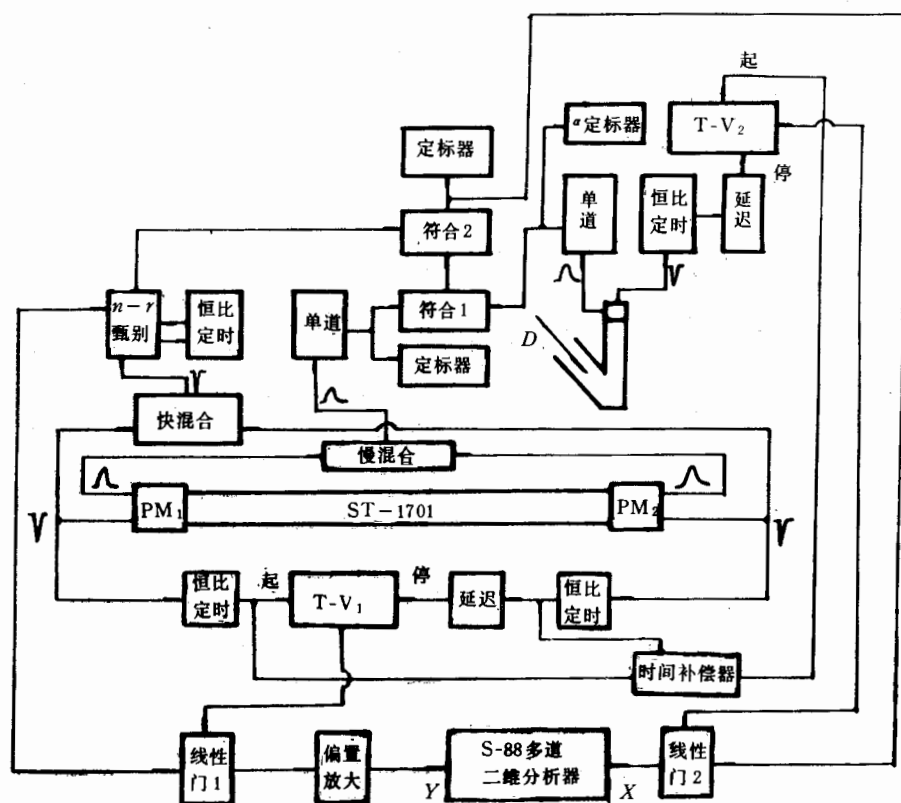 起
α定标器
T-V₂
定标器
停
单道
恒比定时
延迟
符合2
n-r甄别
恒比定时
单道
符合1
D
定标器
快混合
慢混合
PM₁
ST-1701
PM₂
恒比定时
起
T-V₁
停
延迟
恒比定时
时间补偿器
线性门1
偏置放大
S-88多道
二维分析器
线性门2
Y
X